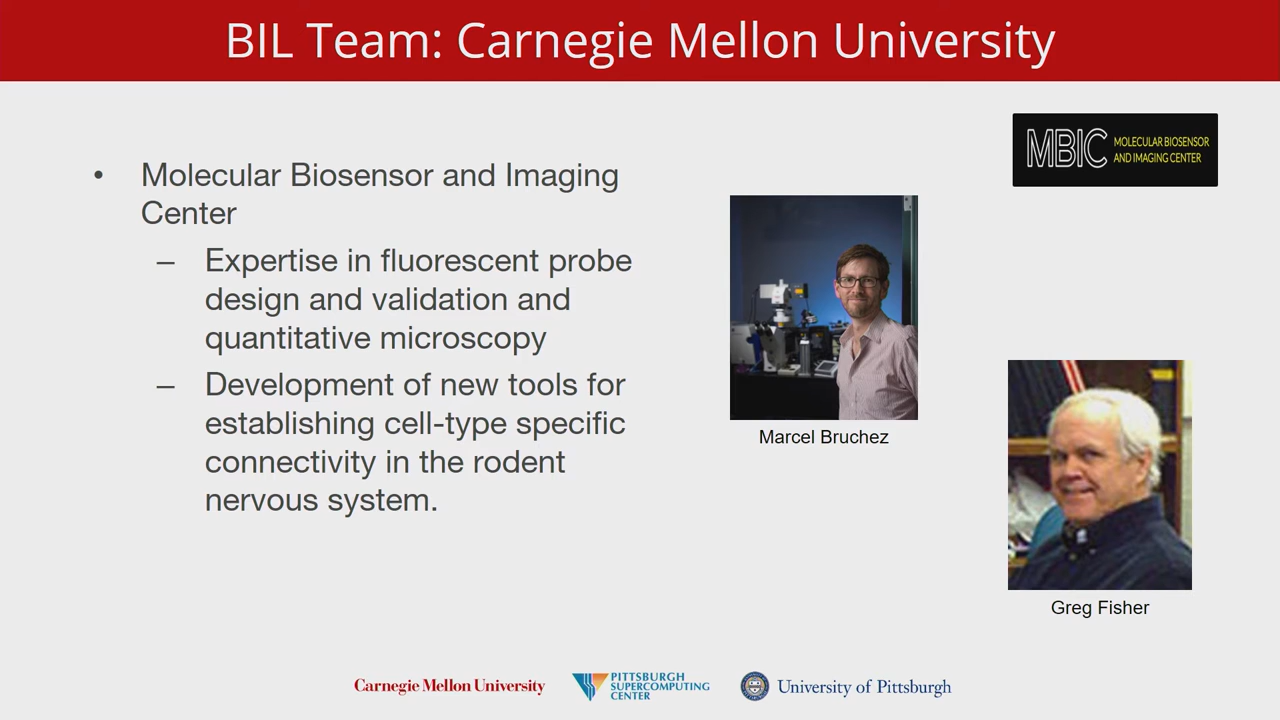 BIL Team: Carnegie Mellon University
MBIC
MOLECULAR BIOSENSOR
AND IMAGING CENTER
• Molecular Biosensor and Imaging
Center
– Expertise in fluorescent probe
design and validation and
quantitative microscopy
– Development of new tools for
establishing cell-type specific
connectivity in the rodent
nervous system.
Marcel Bruchez
Greg Fisher
Carnegie Mellon University
PITTSBURGH
SUPERCOMPUTING
CENTER
University of Pittsburgh